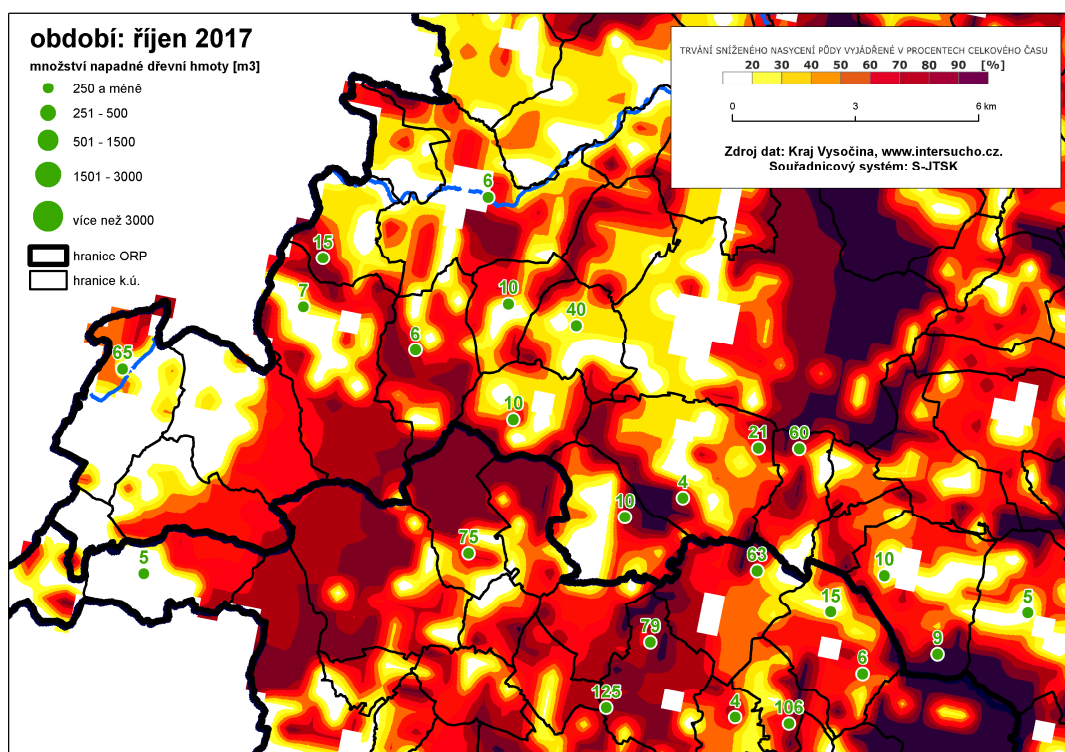 období: říjen 2017
množství napadné dřevní hmoty [m3]
250 a méně
251 - 500
501 - 1500
1501 - 3000
více než 3000
hranice ORP
hranice k.ú.
TRVÁNÍ SNÍŽENÉHO NASYCENÍ PŮDY VYJÁDŘENÉ V PROCENTECH CELKOVÉHO ČASU
20 30 40 50 60 70 80 90 [%]
0 3 6 km
Zdroj dat: Kraj Vysočina, www.intersucho.cz.
Souřadnicový systém: S-JTSK
6
15
7
10
40
6
65
10
21
60
4
10
75
5
63
10
15
5
79
9
6
125
4
106